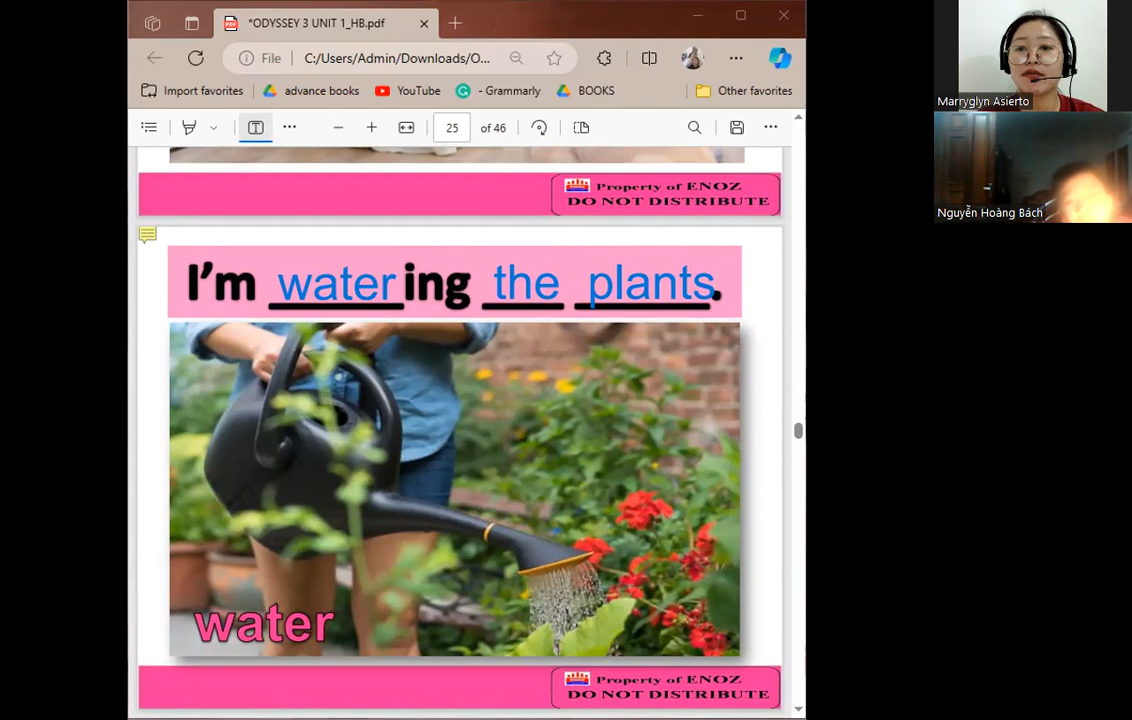 *ODYSSEY 3 UNIT 1_HB.pdf
File C:/Users/Admin/Downloads/O...
Import favorites advance books YouTube - Grammarly BOOKS Other favorites
25 of 46
Property of ENOZ
DO NOT DISTRIBUTE
I'm watering the plants.
water
Property of ENOZ
DO NOT DISTRIBUTE
Marryglyn Asierto
Nguyễn Hoàng Bách